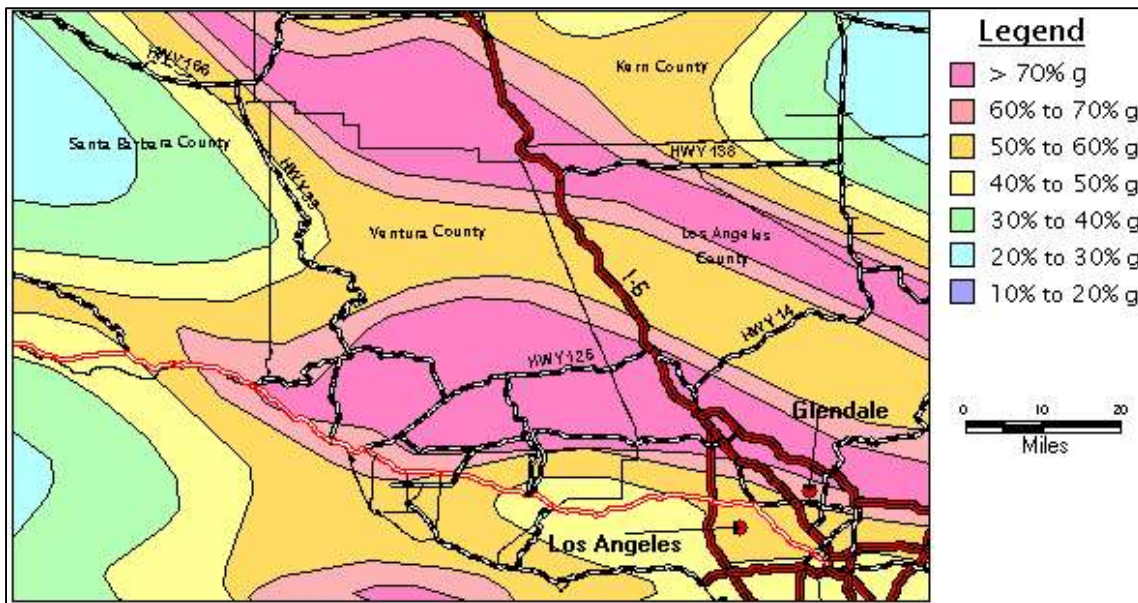 HWY 166
Kern County
Santa Barbara County
HWY 138
HWY 33
Ventura County
Los Angeles
County
I-5
HWY 14
HWY 126
Glendale
Los Angeles
Legend
> 70% g
60% to 70% g
50% to 60% g
40% to 50% g
30% to 40% g
20% to 30% g
10% to 20% g
0 10 20
Miles